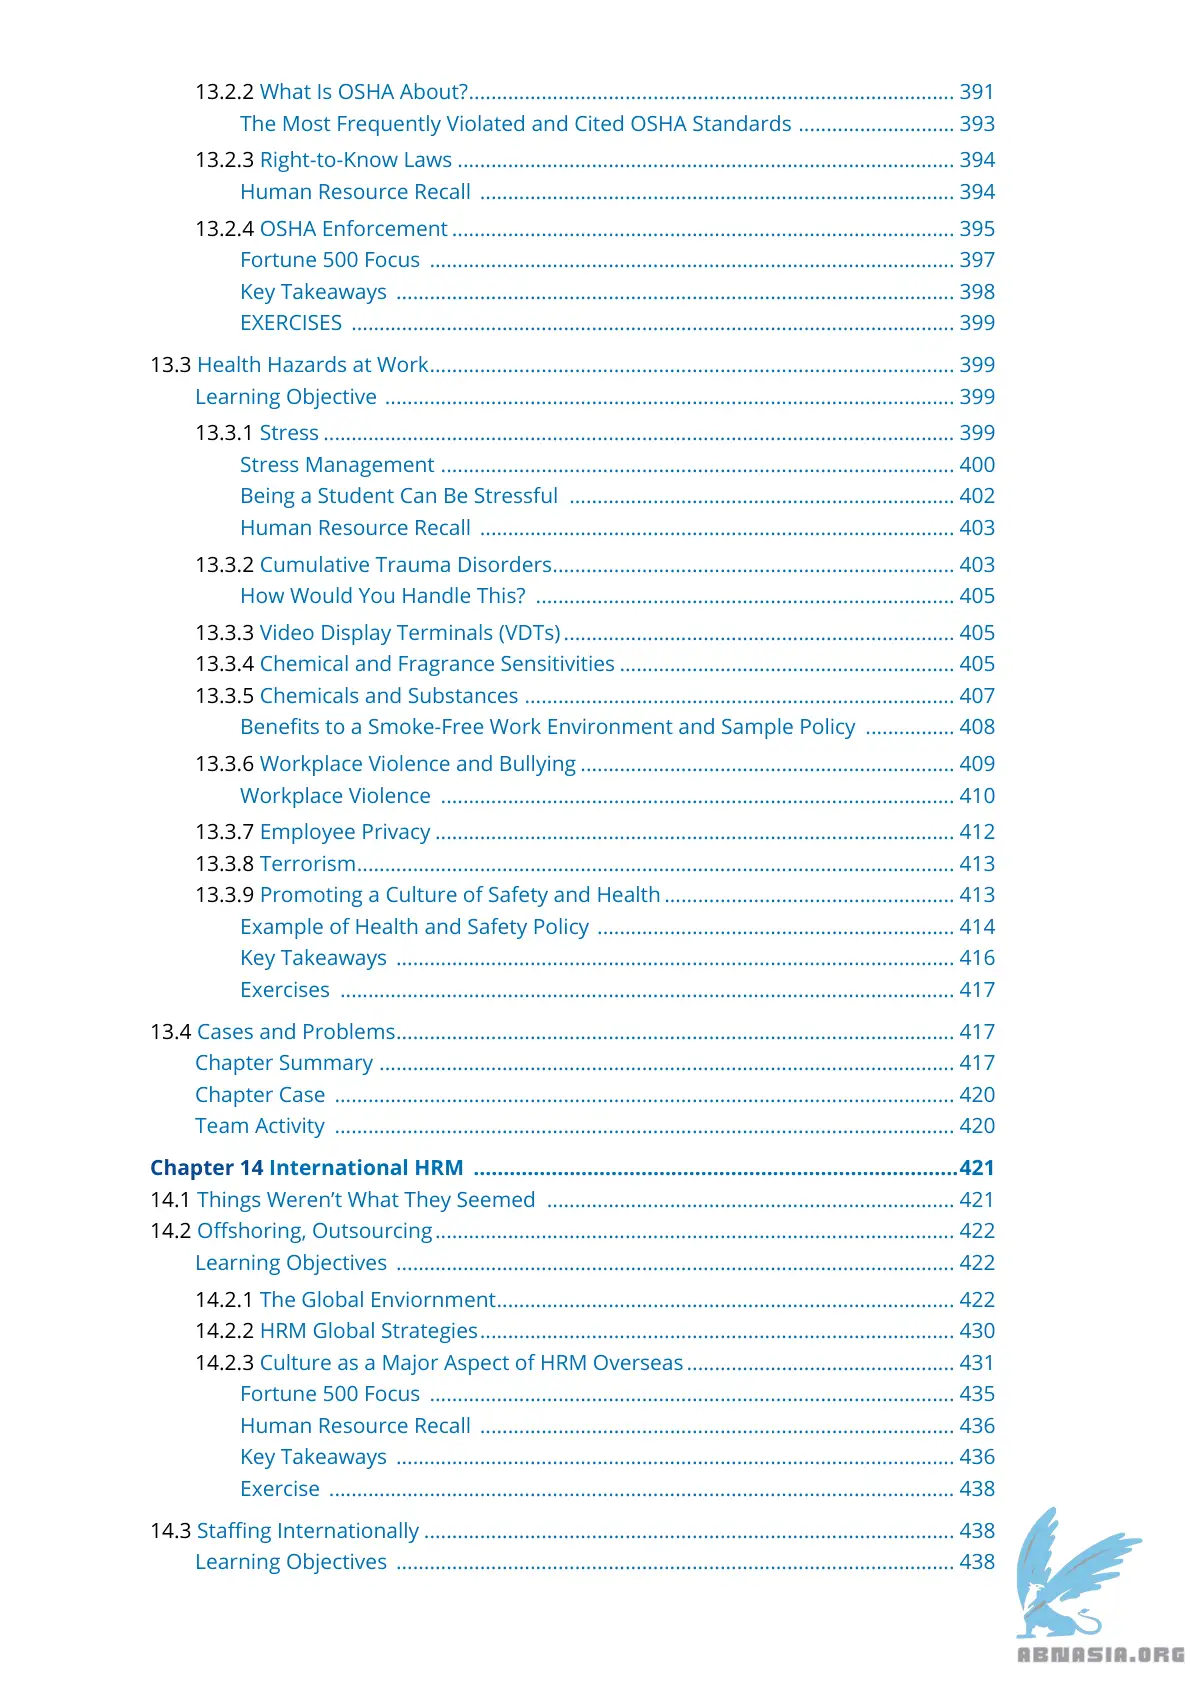 13.2.2 What Is OSHA About?.......... 391
The Most Frequently Violated and Cited OSHA Standards .......... 393
13.2.3 Right-to-Know Laws .......... 394
Human Resource Recall .......... 394
13.2.4 OSHA Enforcement .......... 395
Fortune 500 Focus .......... 397
Key Takeaways .......... 398
EXERCISES .......... 399
13.3 Health Hazards at Work.......... 399
Learning Objective .......... 399
13.3.1 Stress .......... 399
Stress Management .......... 400
Being a Student Can Be Stressful .......... 402
Human Resource Recall .......... 403
13.3.2 Cumulative Trauma Disorders.......... 403
How Would You Handle This? .......... 405
13.3.3 Video Display Terminals (VDTs) .......... 405
13.3.4 Chemical and Fragrance Sensitivities .......... 405
13.3.5 Chemicals and Substances .......... 407
Benefits to a Smoke-Free Work Environment and Sample Policy .......... 408
13.3.6 Workplace Violence and Bullying .......... 409
Workplace Violence .......... 410
13.3.7 Employee Privacy .......... 412
13.3.8 Terrorism.......... 413
13.3.9 Promoting a Culture of Safety and Health .......... 413
Example of Health and Safety Policy .......... 414
Key Takeaways .......... 416
Exercises .......... 417
13.4 Cases and Problems.......... 417
Chapter Summary .......... 417
Chapter Case .......... 420
Team Activity .......... 420
Chapter 14 International HRM ..........421
14.1 Things Weren’t What They Seemed .......... 421
14.2 Offshoring, Outsourcing .......... 422
Learning Objectives .......... 422
14.2.1 The Global Enviornment.......... 422
14.2.2 HRM Global Strategies.......... 430
14.2.3 Culture as a Major Aspect of HRM Overseas .......... 431
Fortune 500 Focus .......... 435
Human Resource Recall .......... 436
Key Takeaways .......... 436
Exercise .......... 438
14.3 Staffing Internationally .......... 438
Learning Objectives .......... 438
ABNASIA.ORG